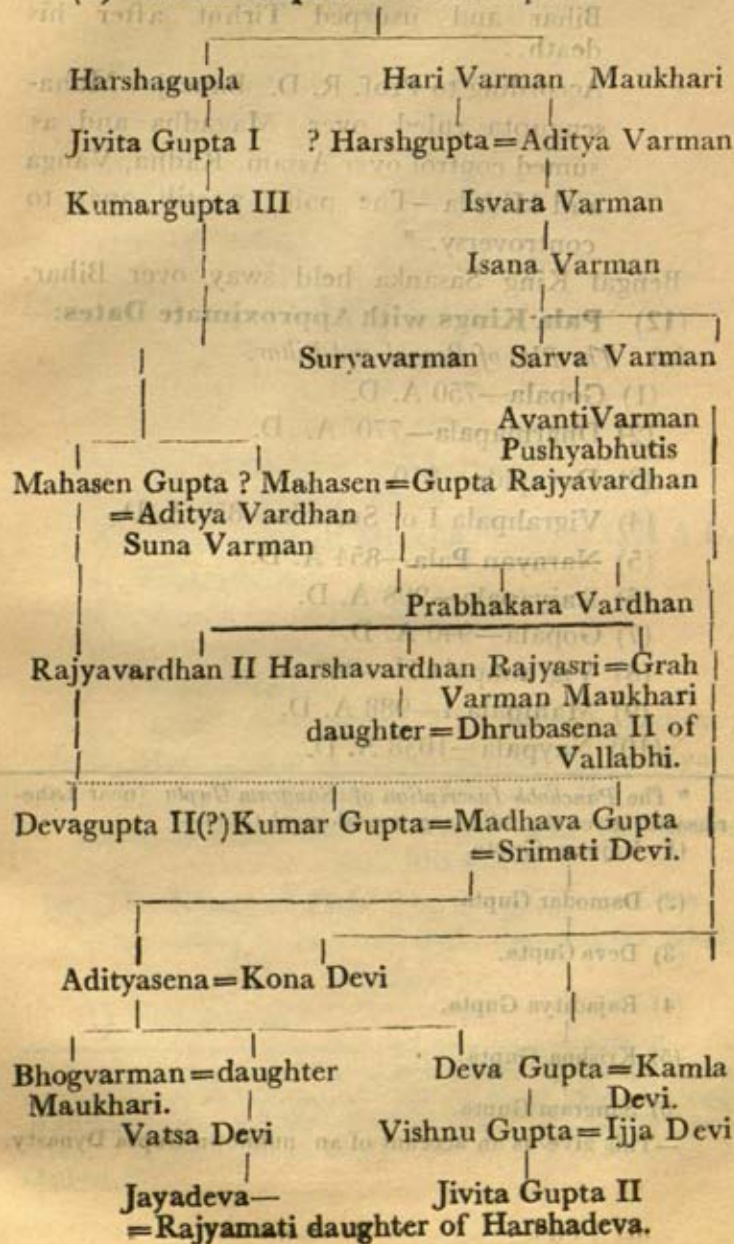 Harshagupla Hari Varman Maukhari
Jivita Gupta I ? Harshgupta=Aditya Varman
Kumargupta III Isvara Varman
Isana Varman
Suryavarman Sarva Varman
AvantiVarman
Pushyabhutis
Mahasen Gupta ? Mahasen=Gupta Rajyavardhan
=Aditya Vardhan
Suna Varman
Prabhakara Vardhan
Rajyavardhan II Harshavardhan Rajyasri=Grah
Varman Maukhari
daughter=Dhrubasena II of
Vallabhi.
Devagupta II(?)Kumar Gupta=Madhava Gupta
=Srimati Devi.
Adityasena=Kona Devi
Bhogvarman=daughter Deva Gupta=Kamla
Maukhari. Devi.
Vatsa Devi Vishnu Gupta=Ijja Devi
Jayadeva— Jivita Gupta II
=Rajyamati daughter of Harshadeva.